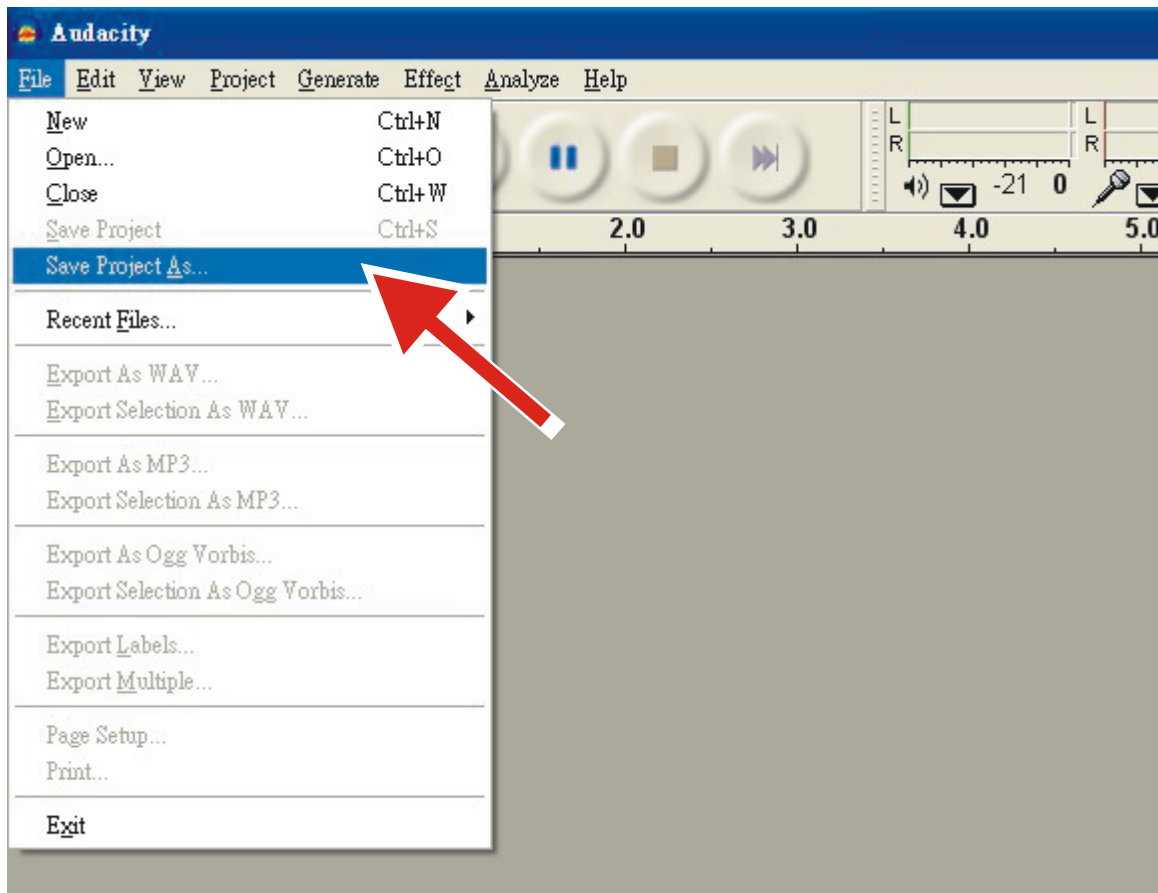 Audacity
File Edit View Project Generate Effect Analyze Help
New Ctrl+N
Open... Ctrl+O
Close Ctrl+W
Save Project Ctrl+S
Save Project As...
Recent Files...
Export As WAV...
Export Selection As WAV...
Export As MP3...
Export Selection As MP3...
Export As Ogg Vorbis...
Export Selection As Ogg Vorbis...
Export Labels...
Export Multiple...
Page Setup...
Print...
Exit
L L
R R
-21 0
2.0 3.0 4.0 5.0